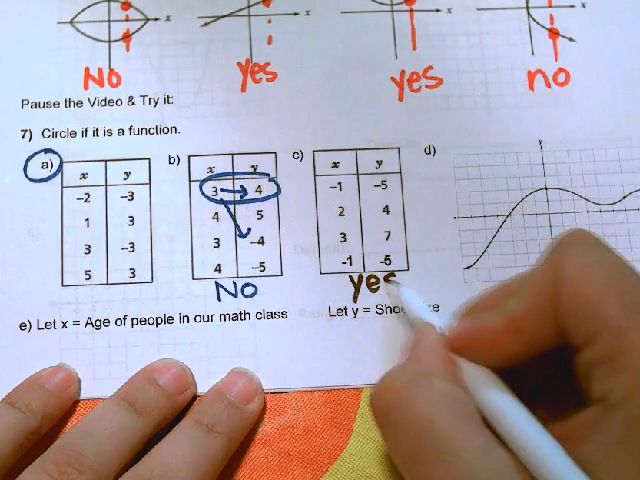 x x x x
No yes yes no
Pause the Video & Try it:
7) Circle if it is a function.
a) b) c) d)
x y x y x y y
-2 -3 3 4 -1 -5
1 3 4 5 2 4
3 -3 3 -4 3 7
5 3 4 -5 -1 -5
No yes
e) Let x = Age of people in our math class Let y = Shoe